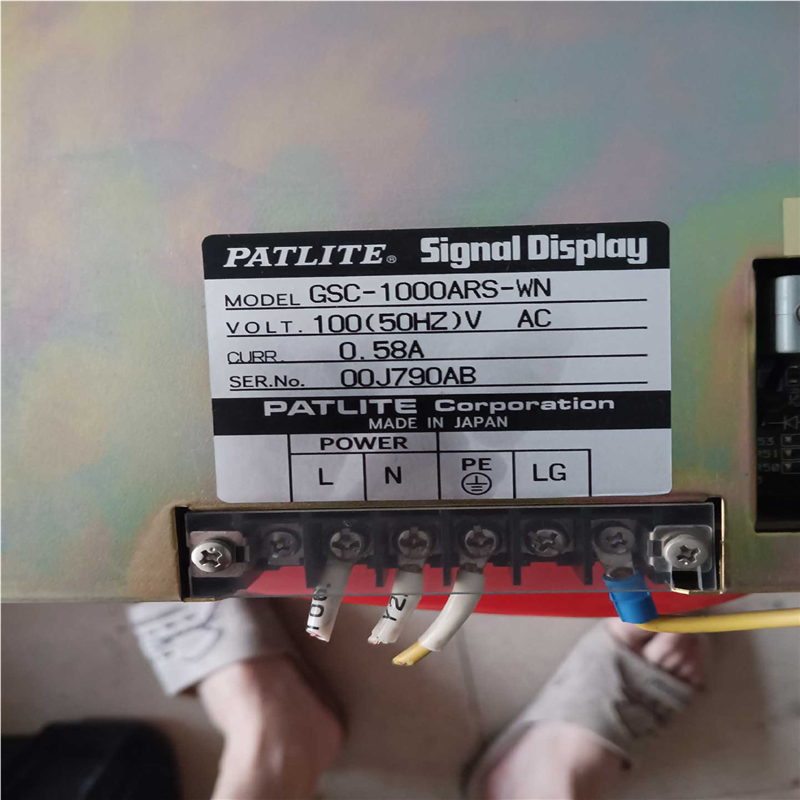 PATLITE® Signal Display
MODEL GSC-1000ARS-WN
VOLT. 100(50HZ)V AC
CURR. 0.58A
SER.No. 00J790AB
PATLITE Corporation
MADE IN JAPAN
POWER
L N PE LG
53